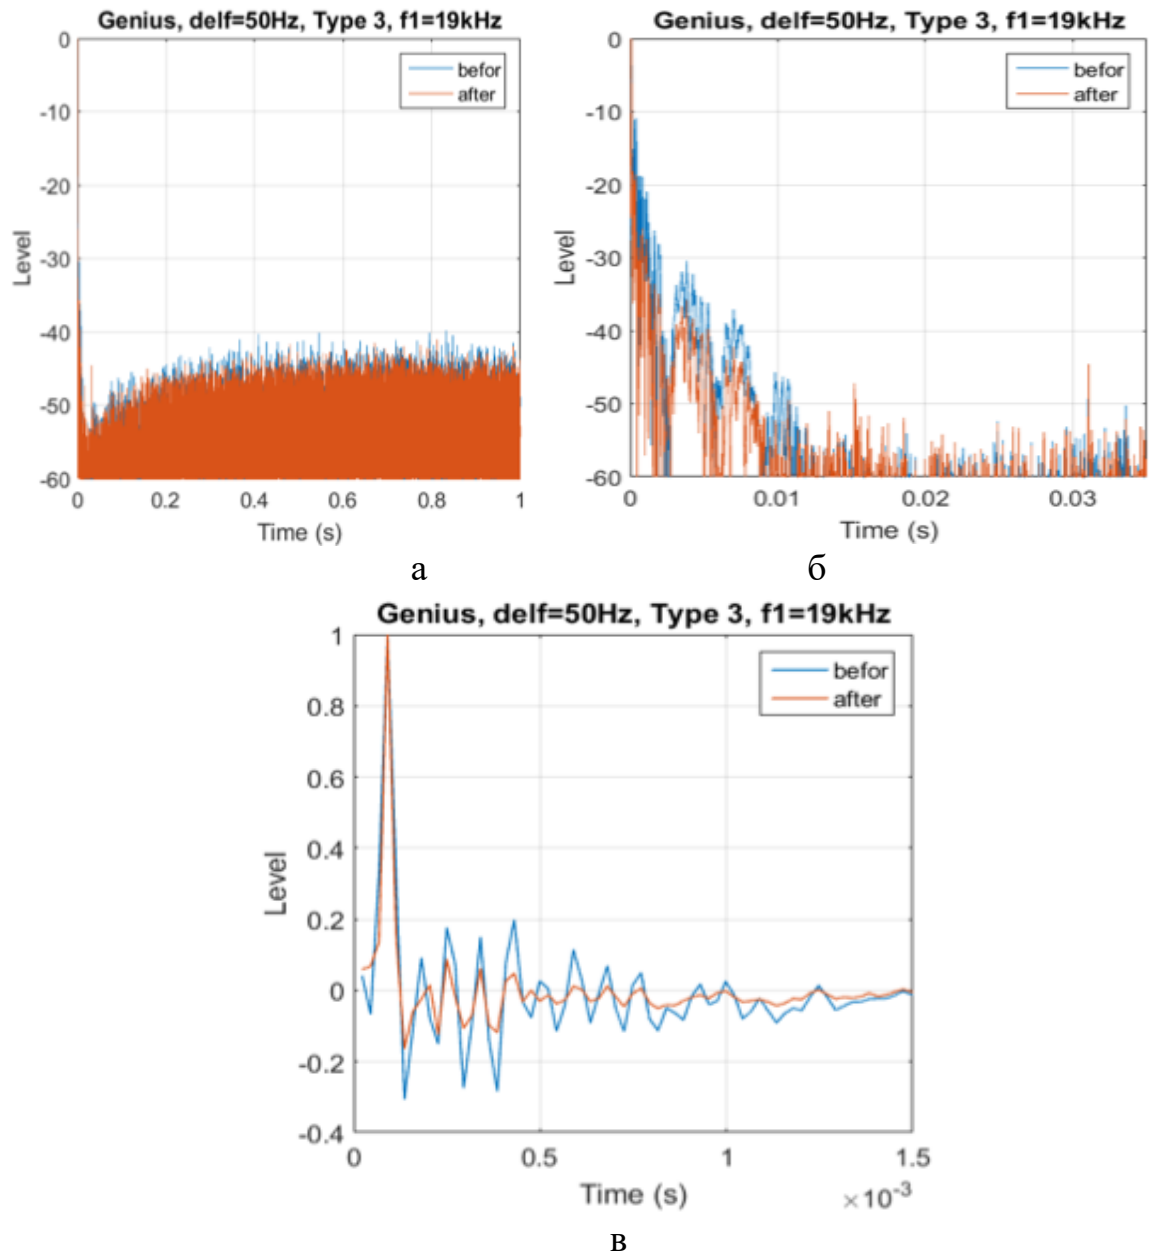 Genius, delf=50Hz, Type 3, f1=19kHz
0
-10
-20
-30
-40
-50
-60
Level
befor
after
0
0.2
0.4
0.6
0.8
1
Time (s)
а
Genius, delf=50Hz, Type 3, f1=19kHz
0
-10
-20
-30
-40
-50
-60
Level
befor
after
0
0.01
0.02
0.03
Time (s)
б
Genius, delf=50Hz, Type 3, f1=19kHz
1
0.8
0.6
0.4
0.2
0
-0.2
-0.4
Level
befor
after
0
0.5
1
1.5
Time (s)
×10⁻³
в